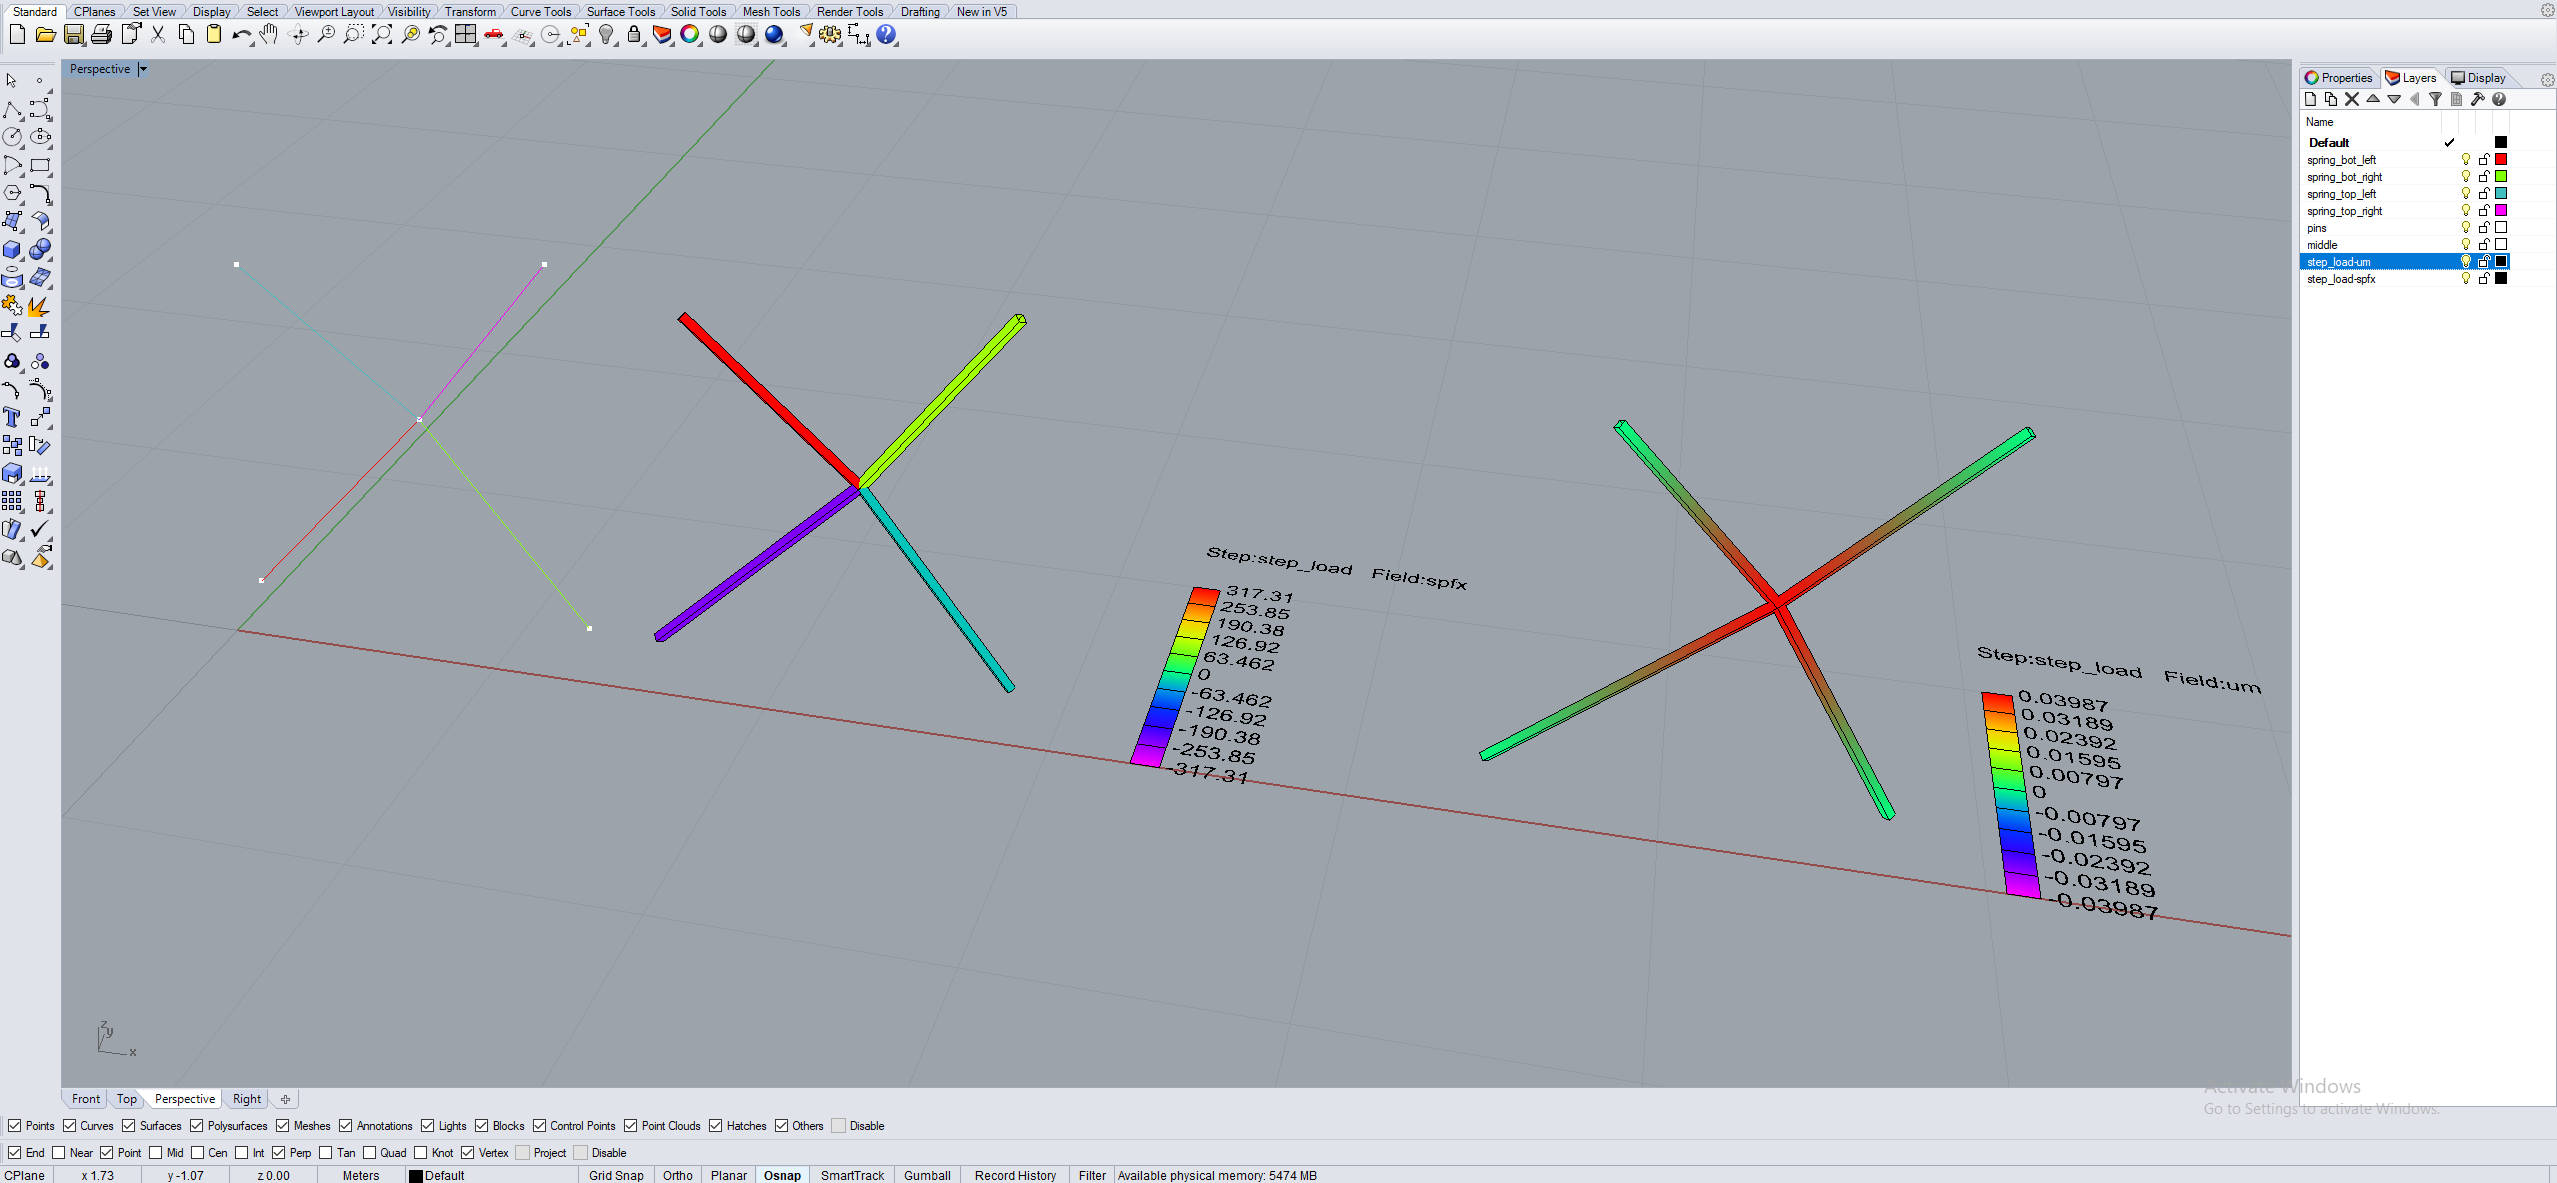 Standard CPlanes Set View Display Select Viewport Layout Visibility Transform Curve Tools Surface Tools Solid Tools Mesh Tools Render Tools Drafting New in V5
Perspective
Properties Layers Display
Name
Default
spring_bot_left
spring_bot_right
spring_top_left
spring_top_right
pins
middle
step_load-um
step_load-spfx
Step:step_load Field:spfx
317.31
253.85
190.38
126.92
63.462
0
-63.462
-126.92
-190.38
-253.85
-317.31
Step:step_load Field:um
0.03987
0.03189
0.02392
0.01595
0.00797
0
-0.00797
-0.01595
-0.02392
-0.03189
-0.03987
z
y
x
Activate Windows
Go to Settings to activate Windows.
Front Top Perspective Right
Points Curves Surfaces Polysurfaces Meshes Annotations Lights Blocks Control Points Point Clouds Hatches Others Disable
End Near Point Mid Cen Int Perp Tan Quad Knot Vertex Project Disable
CPlane x 1.73 y -1.07 z 0.00 Meters Default Grid Snap Ortho Planar Osnap SmartTrack Gumball Record History Filter Available physical memory: 5474 MB